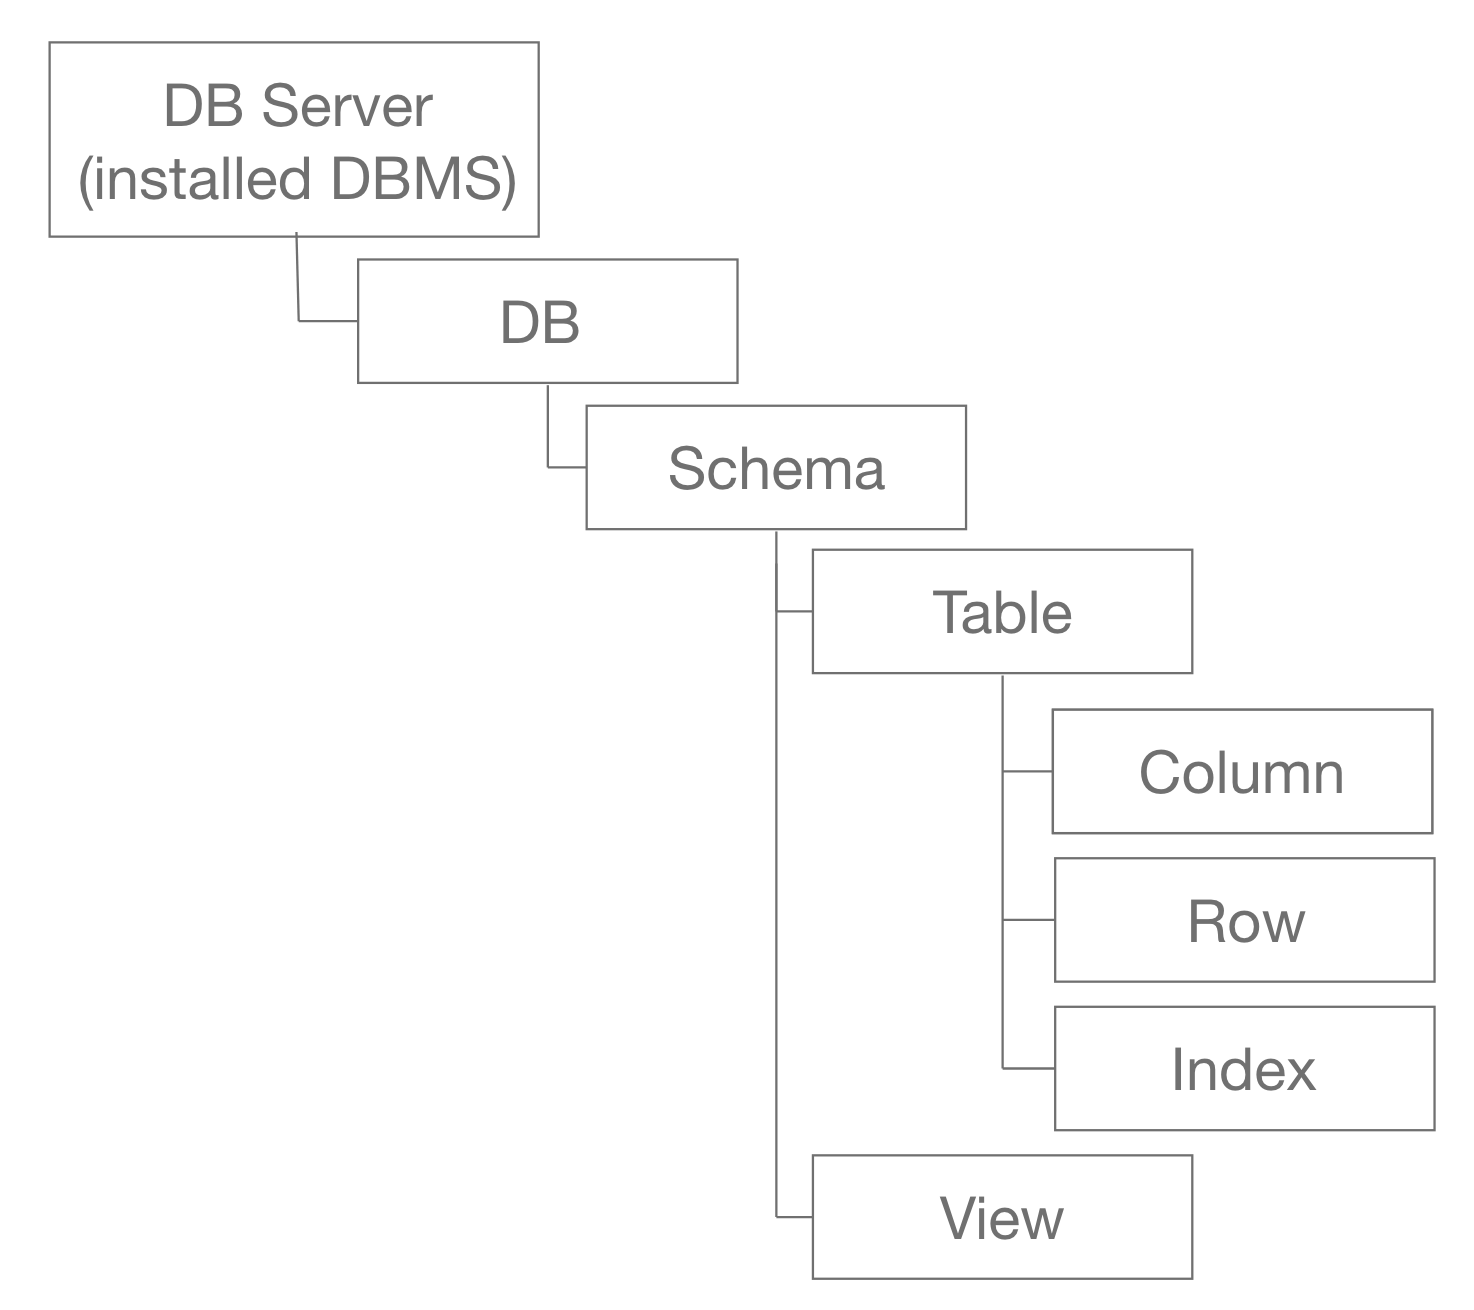 DB Server
(installed DBMS)
DB
Schema
Table
Column
Row
Index
View